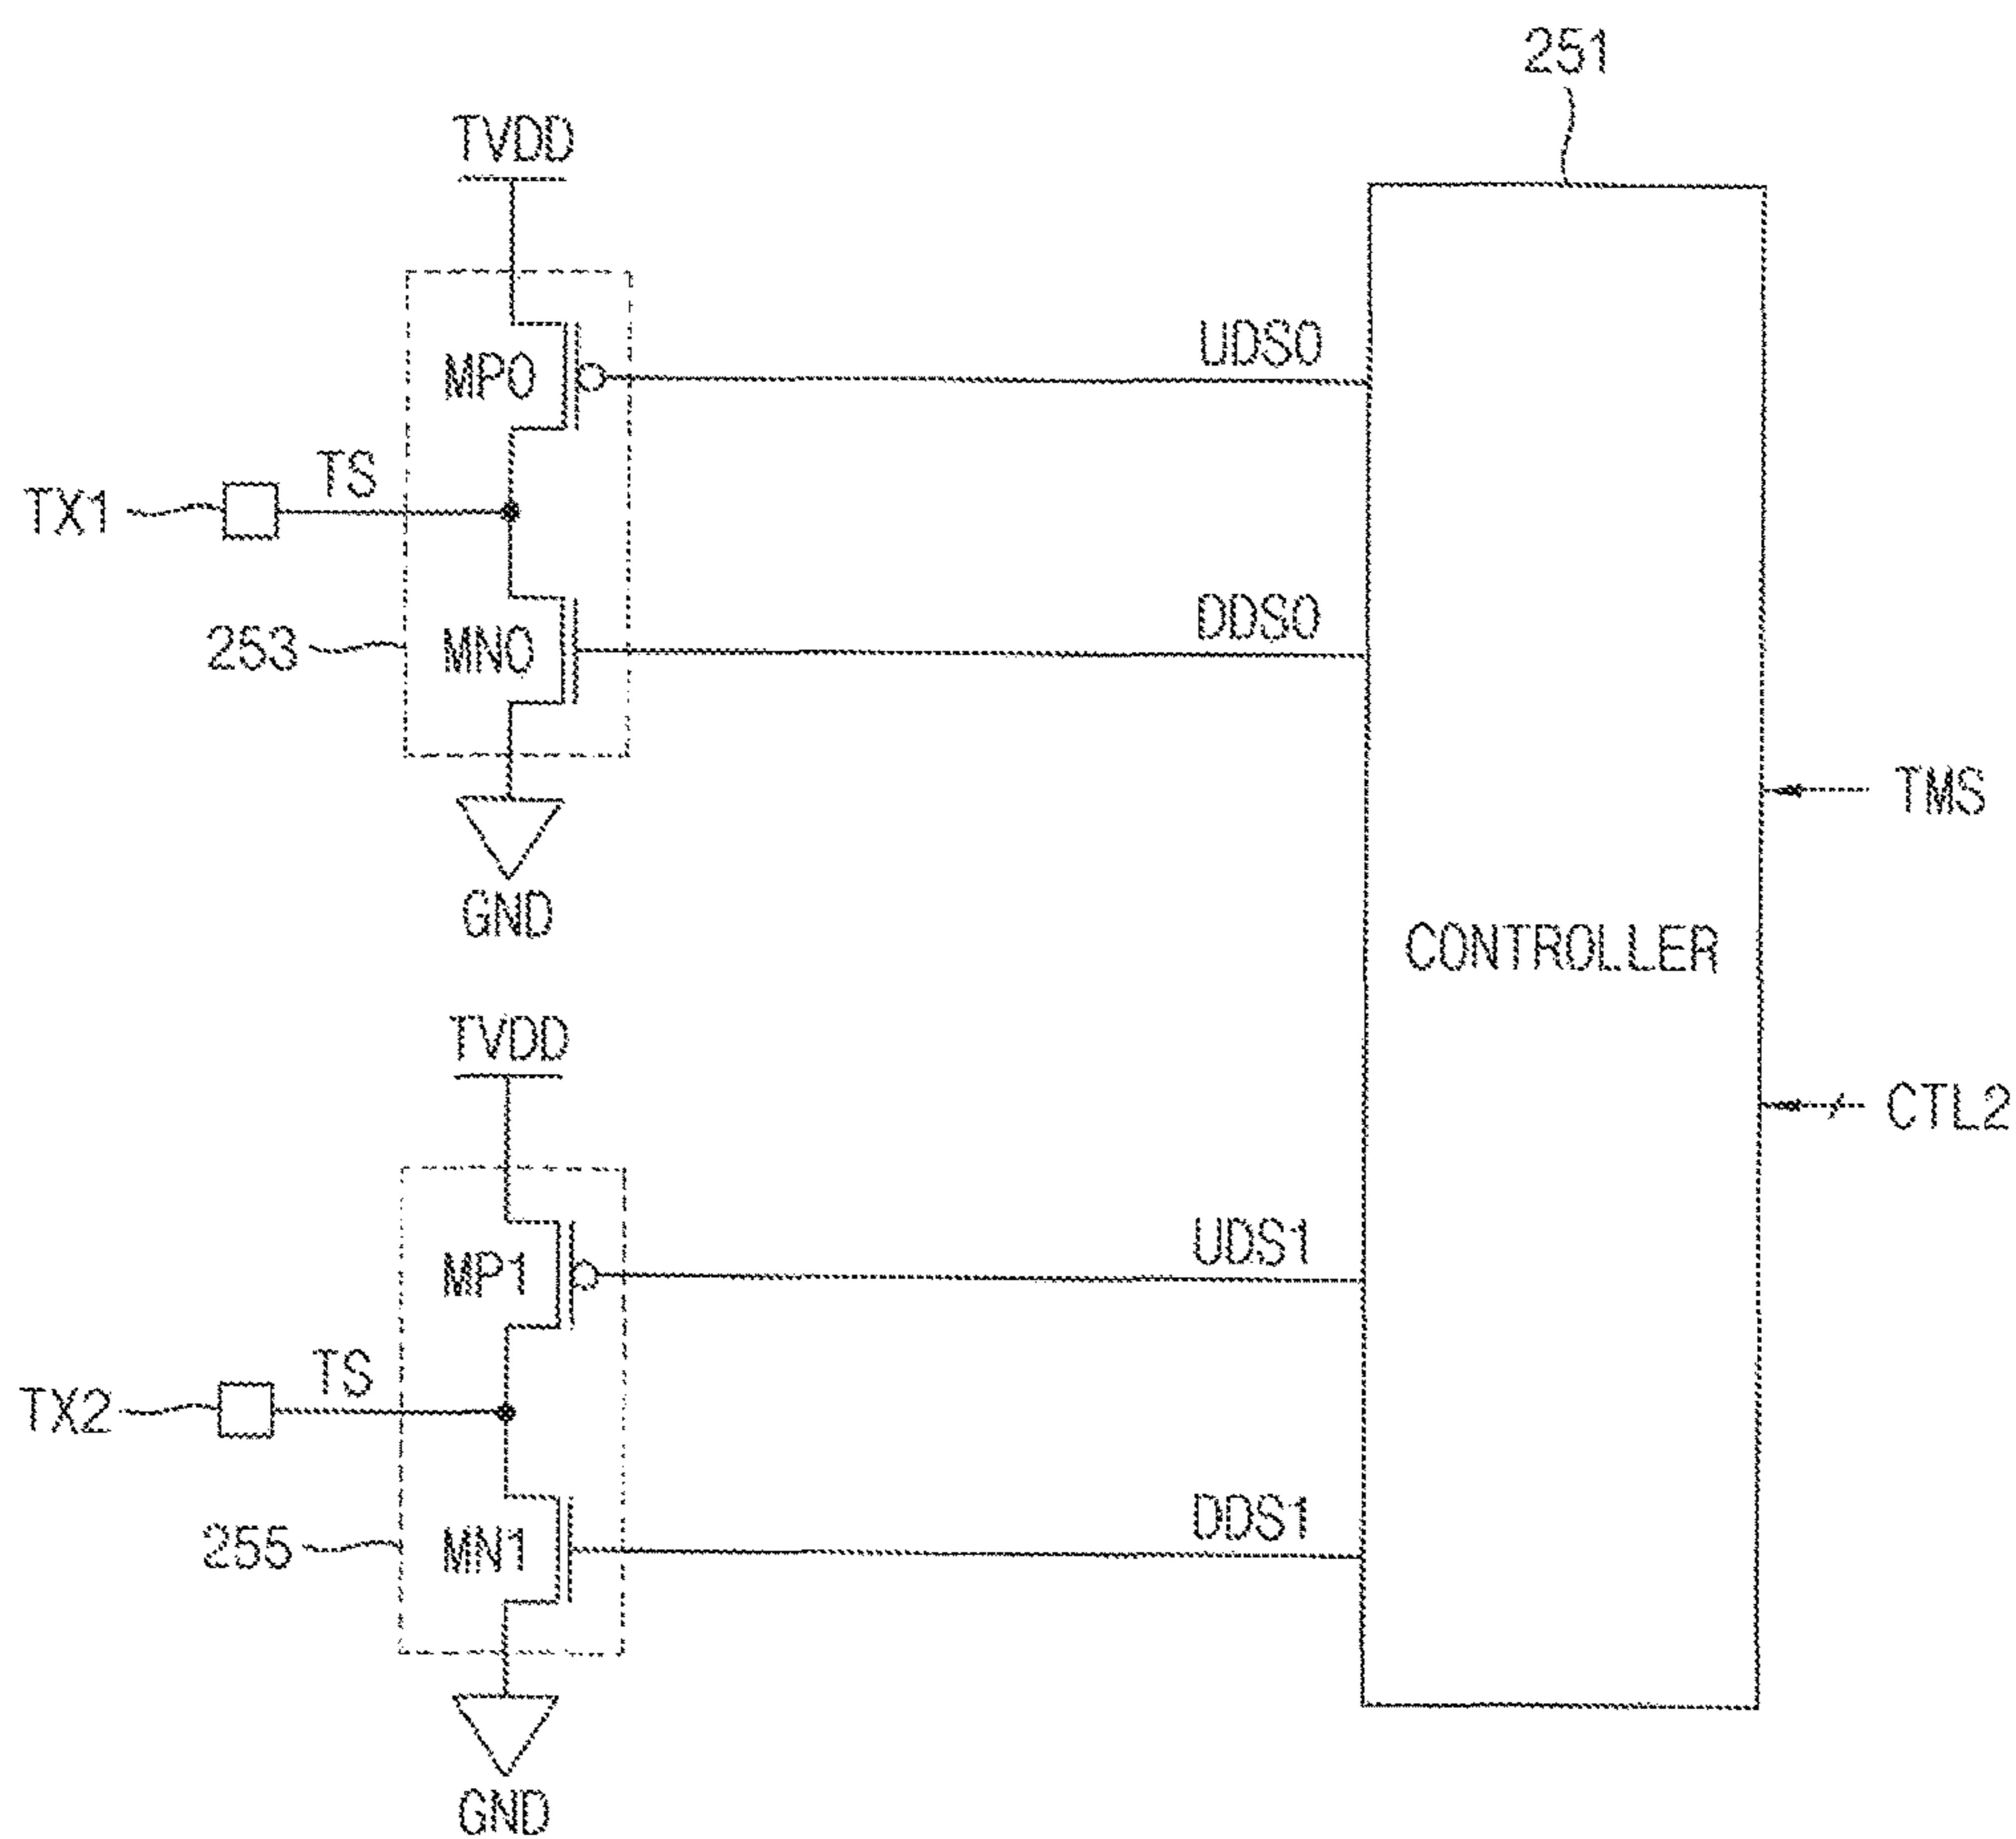 251
TVDD
MP0
UDS0
TS
TX1
253
MN0
DDS0
TMS
GND
CONTROLLER
TVDD
CTL2
MP1
UDS1
TS
TX2
255
MN1
DDS1
GND